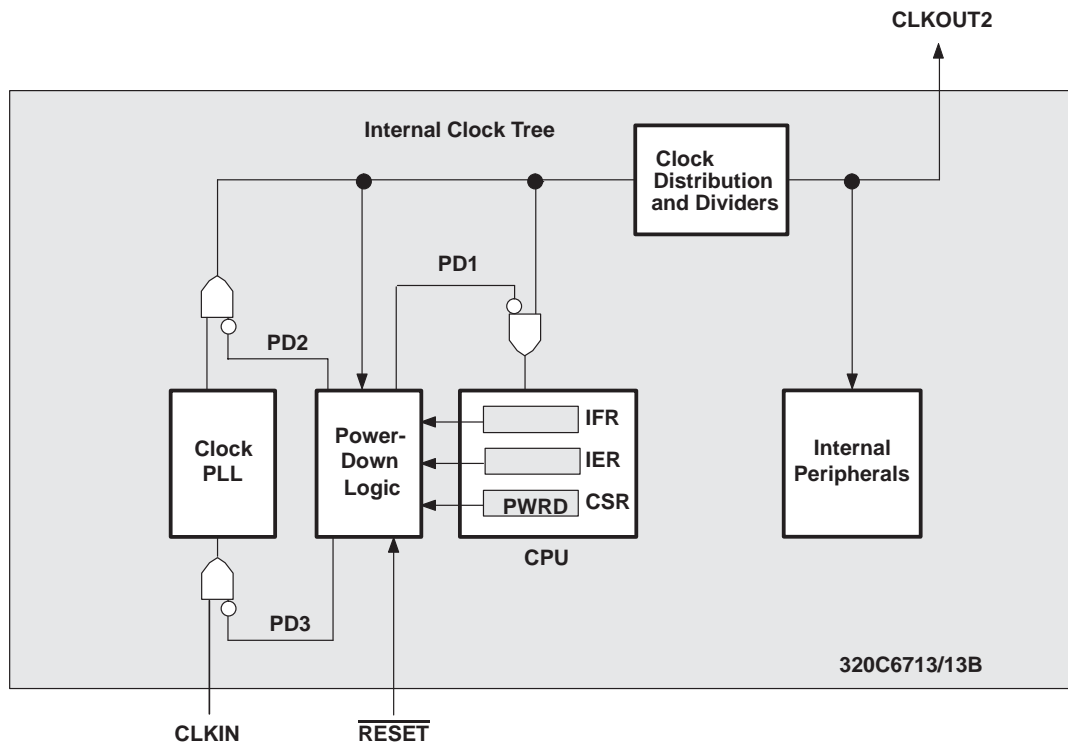 CLKOUT2
Internal Clock Tree
Clock
Distribution
and Dividers
PD1
PD2
Clock
PLL
Power-
Down
Logic
IFR
IER
PWRD CSR
CPU
Internal
Peripherals
PD3
320C6713/13B
CLKIN
RESET